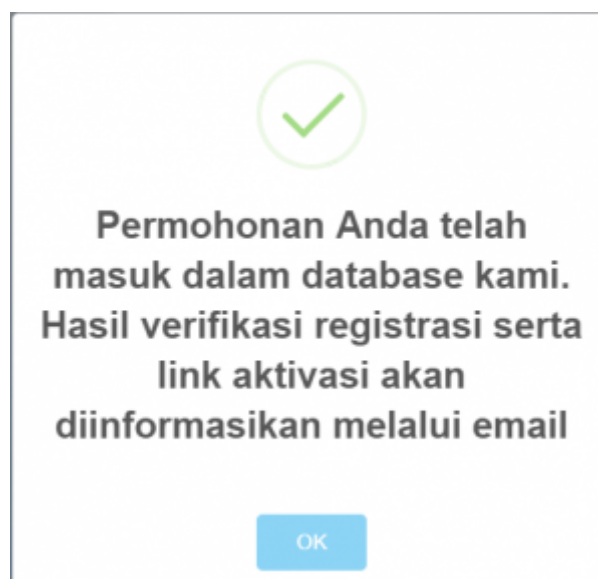 Permohonan Anda telah
masuk dalam database kami.
Hasil verifikasi registrasi serta
link aktivasi akan
diinformasikan melalui email
OK